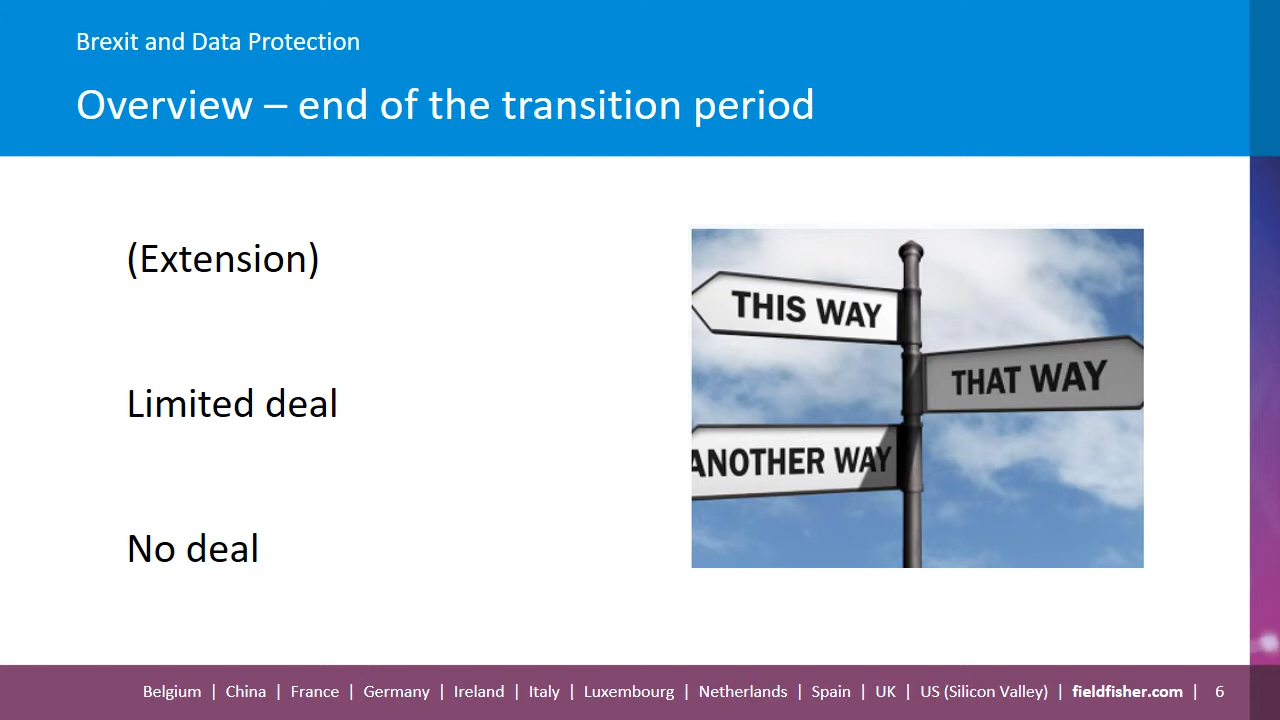 Brexit and Data Protection
Overview – end of the transition period
(Extension)
Limited deal
No deal
THIS WAY
THAT WAY
ANOTHER WAY
Belgium | China | France | Germany | Ireland | Italy | Luxembourg | Netherlands | Spain | UK | US (Silicon Valley) | fieldfisher.com | 6